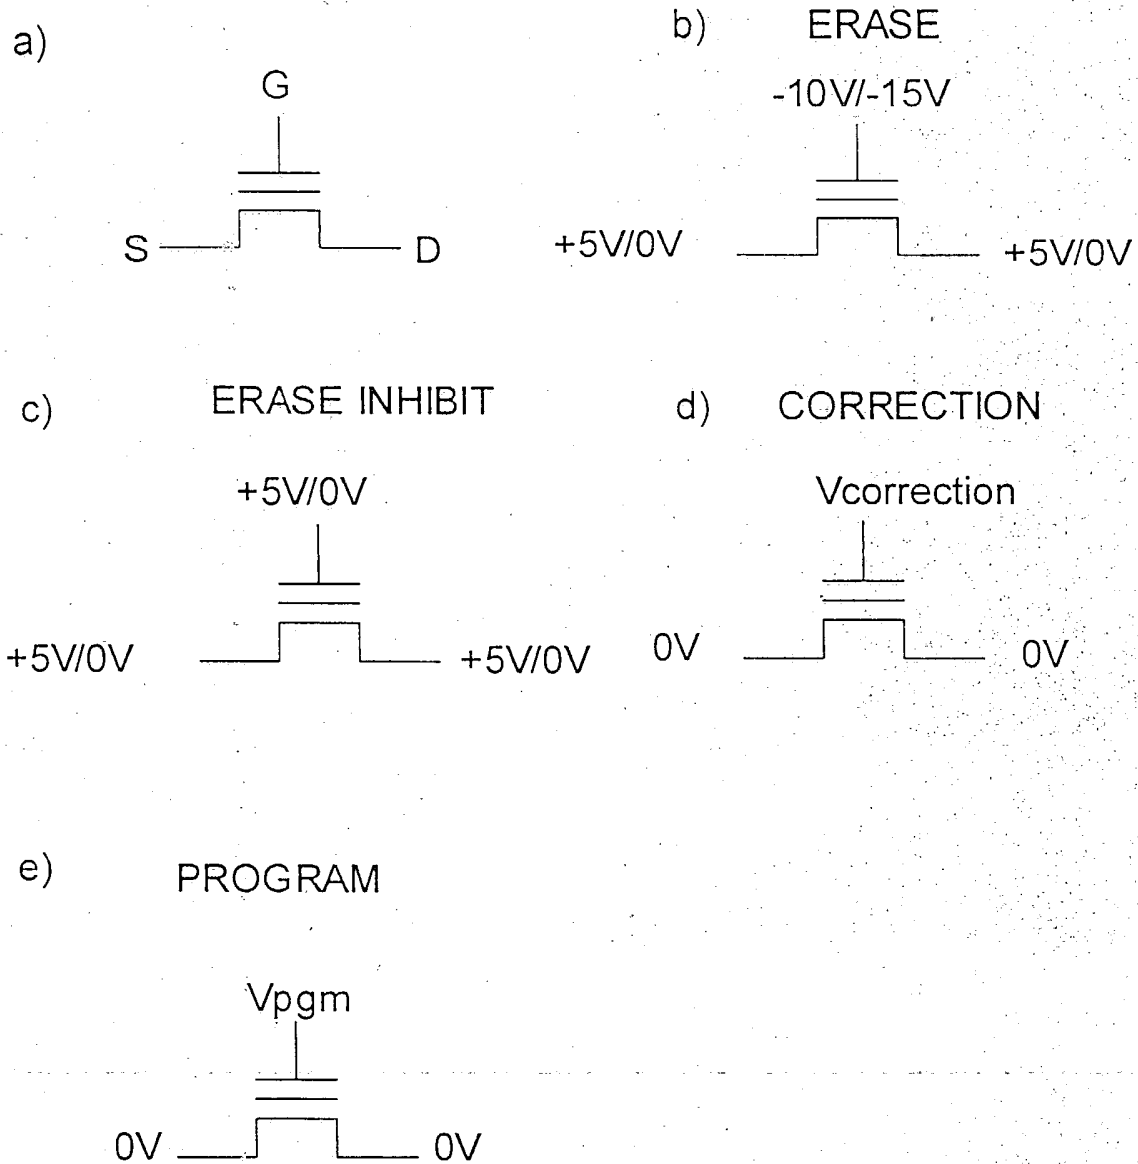 a)
G
S
D
b) ERASE
-10V/-15V
+5V/0V
+5V/0V
c) ERASE INHIBIT
+5V/0V
+5V/0V
+5V/0V
d) CORRECTION
Vcorrection
0V
0V
e) PROGRAM
Vpgm
0V
0V